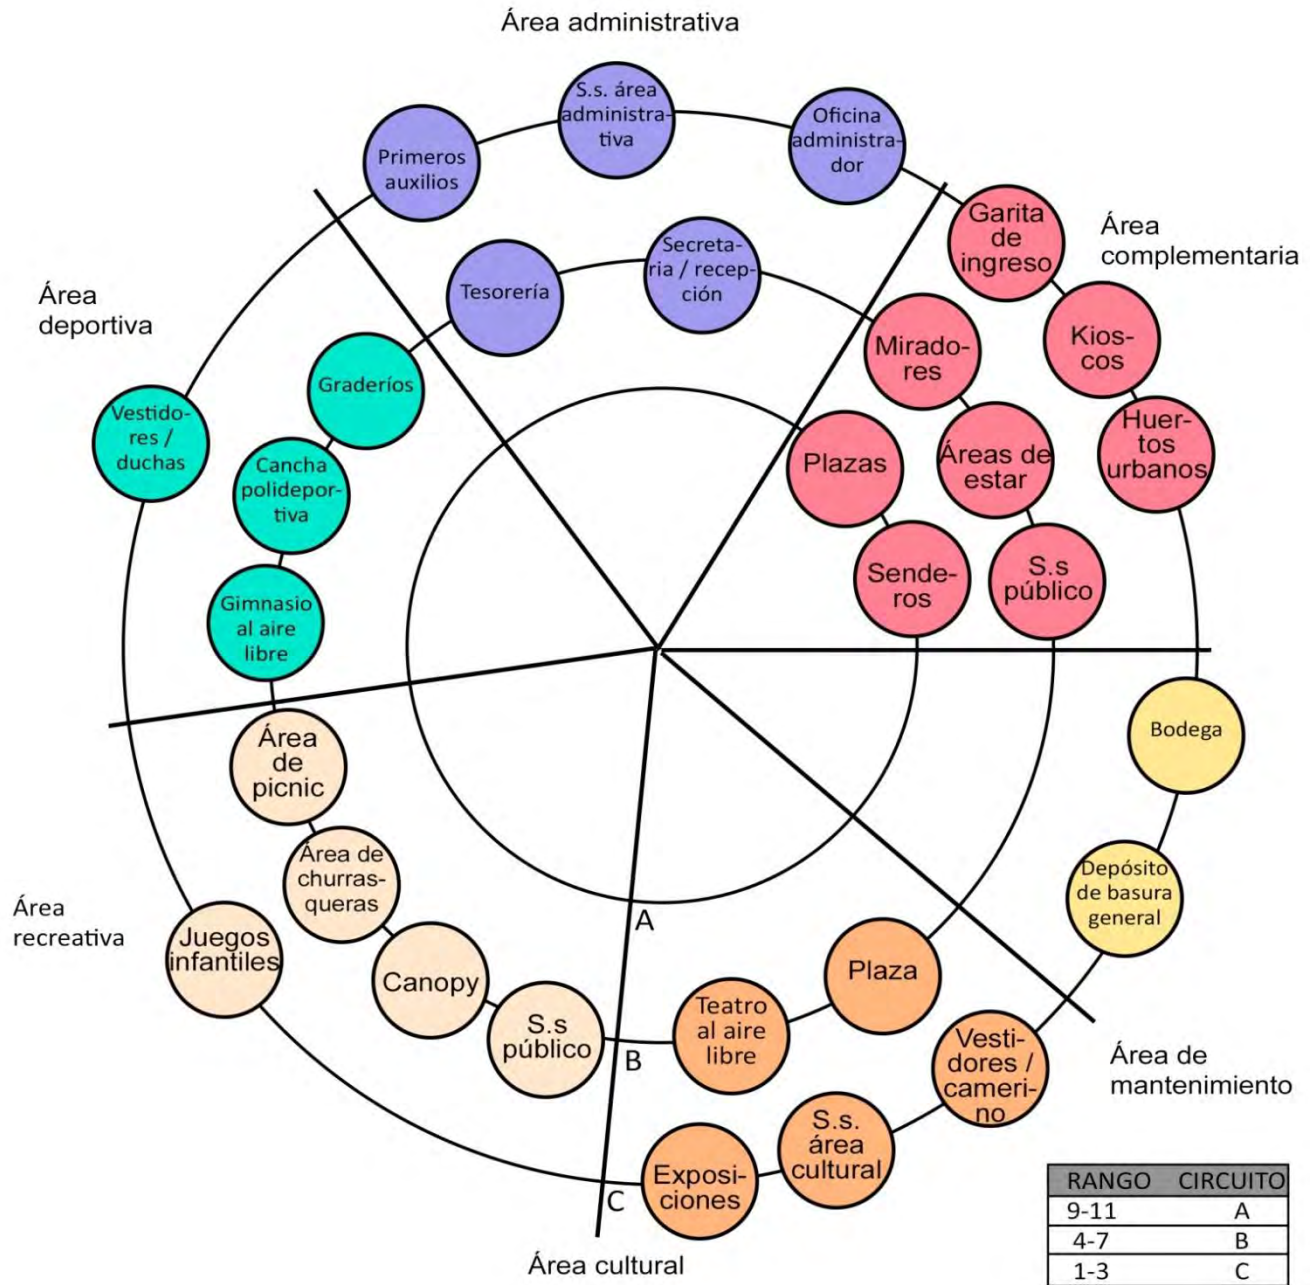 Área administrativa
S.s. área
administra-
tiva
Oficina
administra-
dor
Primeros
auxilios
Secreta-
ria / recep-
ción
Tesorería
Garita
de
ingreso
Área
complementaria
Kios-
cos
Mirado-
res
Huer-
tos
urbanos
Áreas de
estar
Plazas
S.s
público
Sende-
ros
Área
deportiva
Graderíos
Vestido-
res /
duchas
Cancha
polidepor-
tiva
Gimnasio
al aire
libre
Área
de
picnic
Área de
churras-
queras
Área
recreativa
Juegos
infantiles
Canopy
S.s
público
A
B
C
Bodega
Depósito
de basura
general
Plaza
Teatro
al aire
libre
Vesti-
dores /
cameri-
no
Área de
mantenimiento
S.s.
área
cultural
Exposi-
ciones
Área cultural
RANGO CIRCUITO
9-11 A
4-7 B
1-3 C